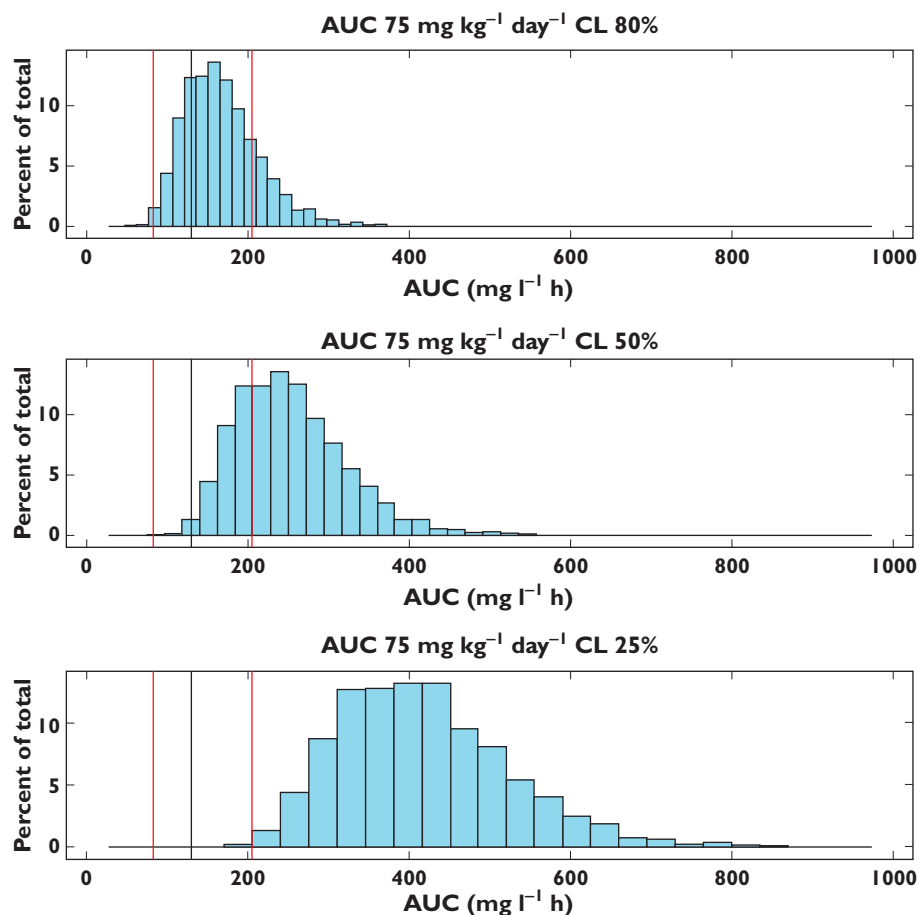 AUC 75 mg kg⁻¹ day⁻¹ CL 80%
Percent of total
10
5
0
0 200 400 600 800 1000
AUC (mg l⁻¹ h)
AUC 75 mg kg⁻¹ day⁻¹ CL 50%
Percent of total
10
5
0
0 200 400 600 800 1000
AUC (mg l⁻¹ h)
AUC 75 mg kg⁻¹ day⁻¹ CL 25%
Percent of total
10
5
0
0 200 400 600 800 1000
AUC (mg l⁻¹ h)